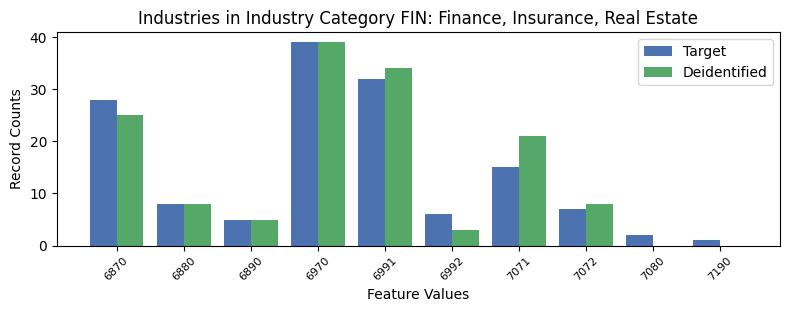 Industries in Industry Category FIN: Finance, Insurance, Real Estate
Target
Deidentified
Record Counts
40
30
20
10
0
6870 6880 6890 6970 6991 6992 7071 7072 7080 7190
Feature Values